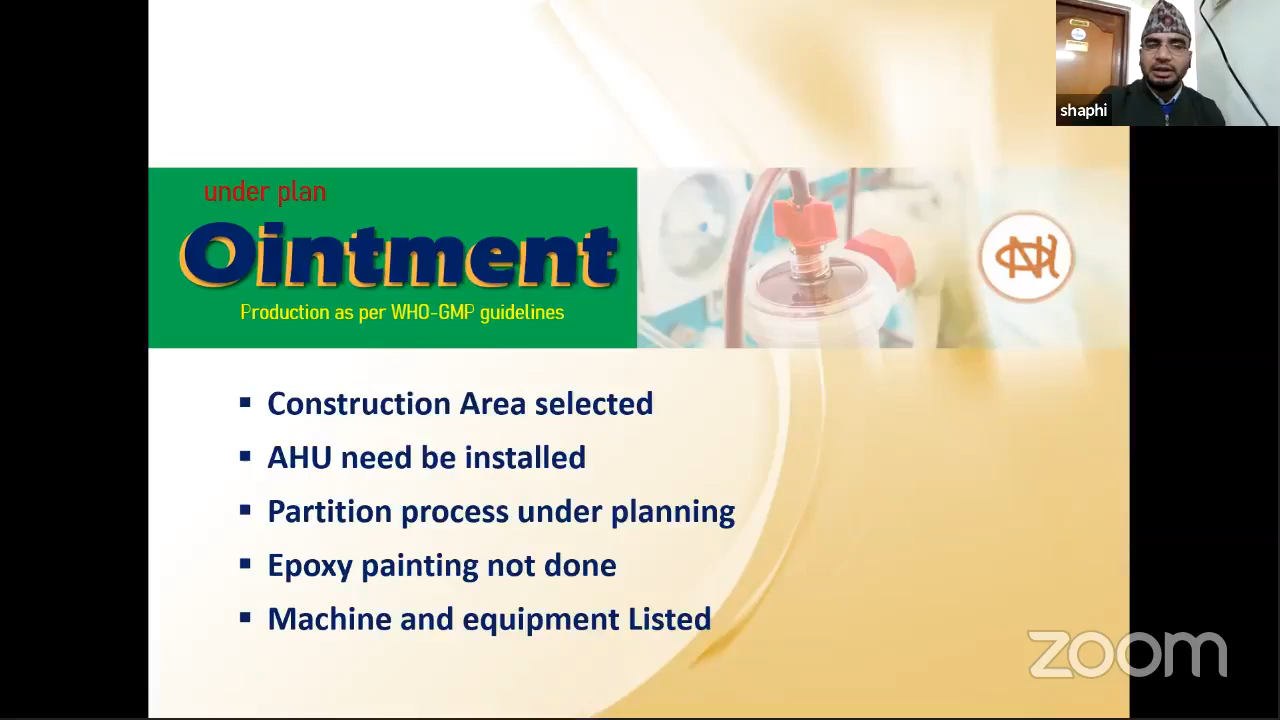 shaphi
under plan
Ointment
Production as per WHO-GMP guidelines
▪ Construction Area selected
▪ AHU need be installed
▪ Partition process under planning
▪ Epoxy painting not done
▪ Machine and equipment Listed
zoom